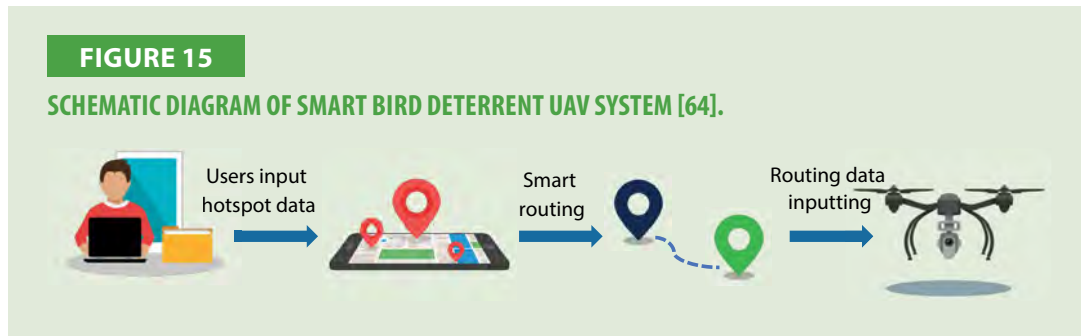 FIGURE 15
SCHEMATIC DIAGRAM OF SMART BIRD DETERRENT UAV SYSTEM [64].
Users input
hotspot data
Smart
routing
Routing data
inputting